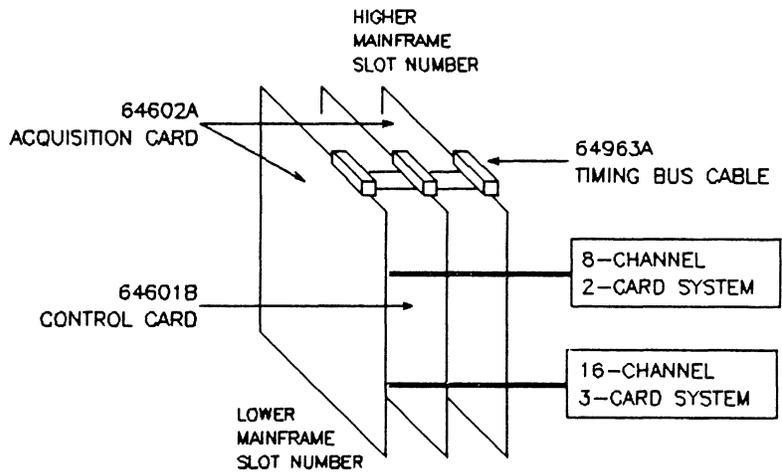 HIGHER
MAINFRAME
SLOT NUMBER
64602A
ACQUISITION CARD
64963A
TIMING BUS CABLE
8-CHANNEL
2-CARD SYSTEM
64601B
CONTROL CARD
16-CHANNEL
3-CARD SYSTEM
LOWER
MAINFRAME
SLOT NUMBER